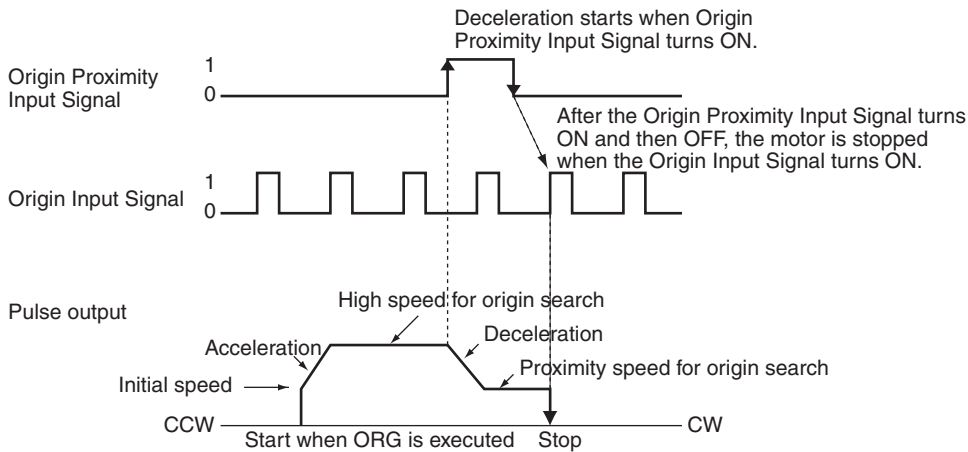 Deceleration starts when Origin
Proximity Input Signal turns ON.
Origin Proximity
Input Signal
1
0
After the Origin Proximity Input Signal turns
ON and then OFF, the motor is stopped
when the Origin Input Signal turns ON.
Origin Input Signal
1
0
Pulse output
High speed for origin search
Acceleration
Deceleration
Initial speed
Proximity speed for origin search
CCW
CW
Start when ORG is executed
Stop